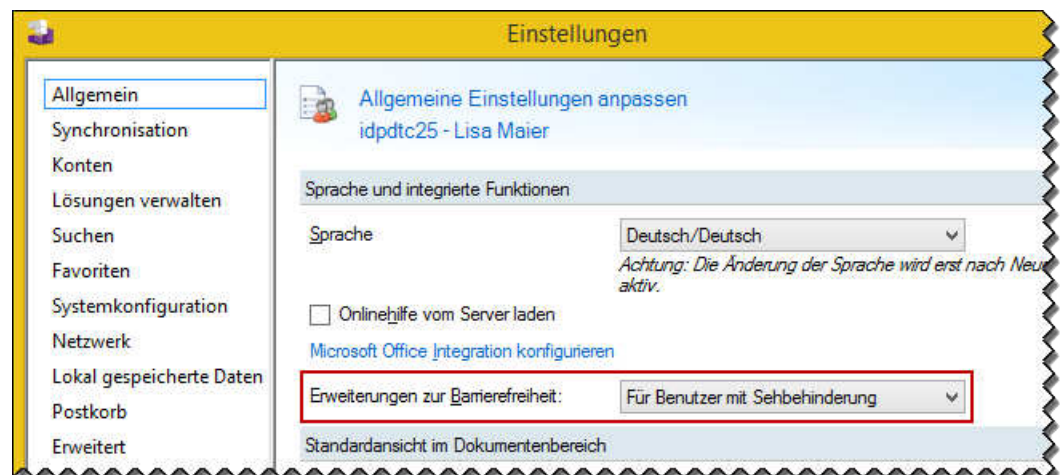 Einstellungen
Allgemein
Synchronisation
Konten
Lösungen verwalten
Suchen
Favoriten
Systemkonfiguration
Netzwerk
Lokal gespeicherte Daten
Postkorb
Erweitert
Allgemeine Einstellungen anpassen
idpdtc25 - Lisa Maier
Sprache und integrierte Funktionen
Sprache Deutsch/Deutsch
Achtung: Die Änderung der Sprache wird erst nach
aktiv.
Onlinehilfe vom Server laden
Microsoft Office Integration konfigurieren
Erweiterungen zur Barrierefreiheit: Für Benutzer mit Sehbehinderung
Standardansicht im Dokumentenbereich